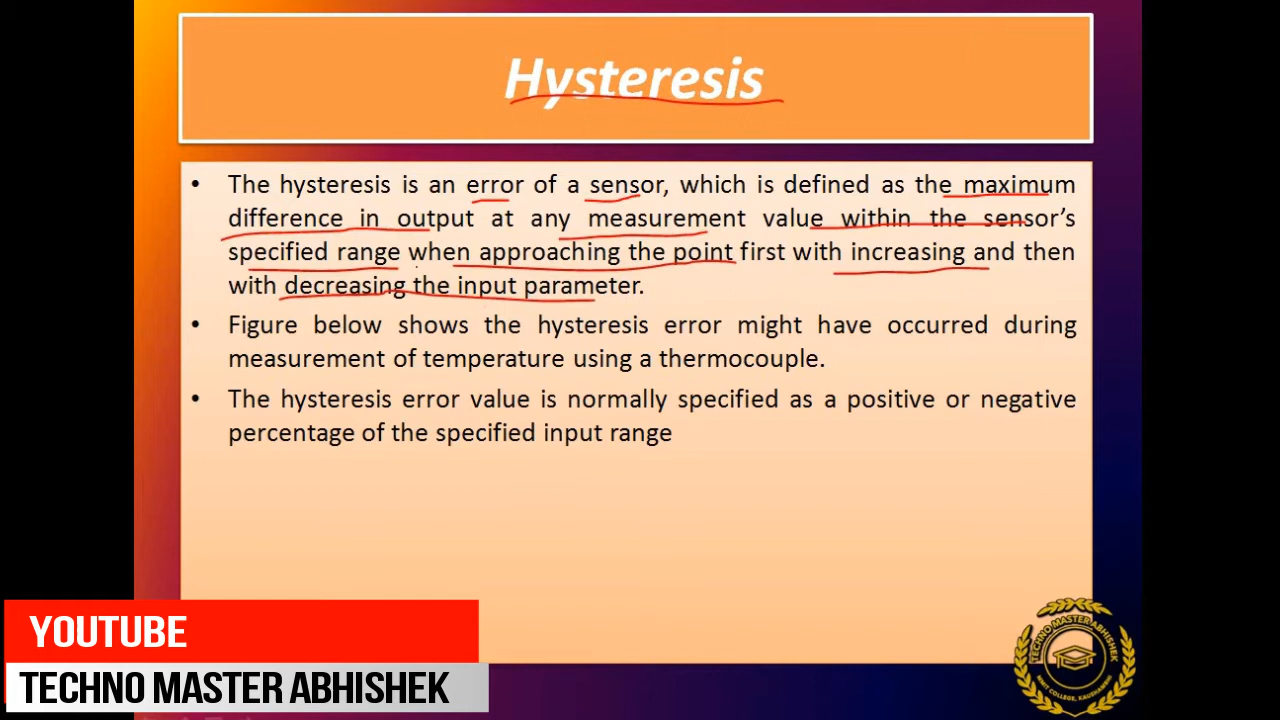 Hysteresis
• The hysteresis is an error of a sensor, which is defined as the maximum
difference in output at any measurement value within the sensor's
specified range when approaching the point first with increasing and then
with decreasing the input parameter.
• Figure below shows the hysteresis error might have occurred during
measurement of temperature using a thermocouple.
• The hysteresis error value is normally specified as a positive or negative
percentage of the specified input range
YOUTUBE
TECHNO MASTER ABHISHEK
TECHNO MASTER ABHISHEK